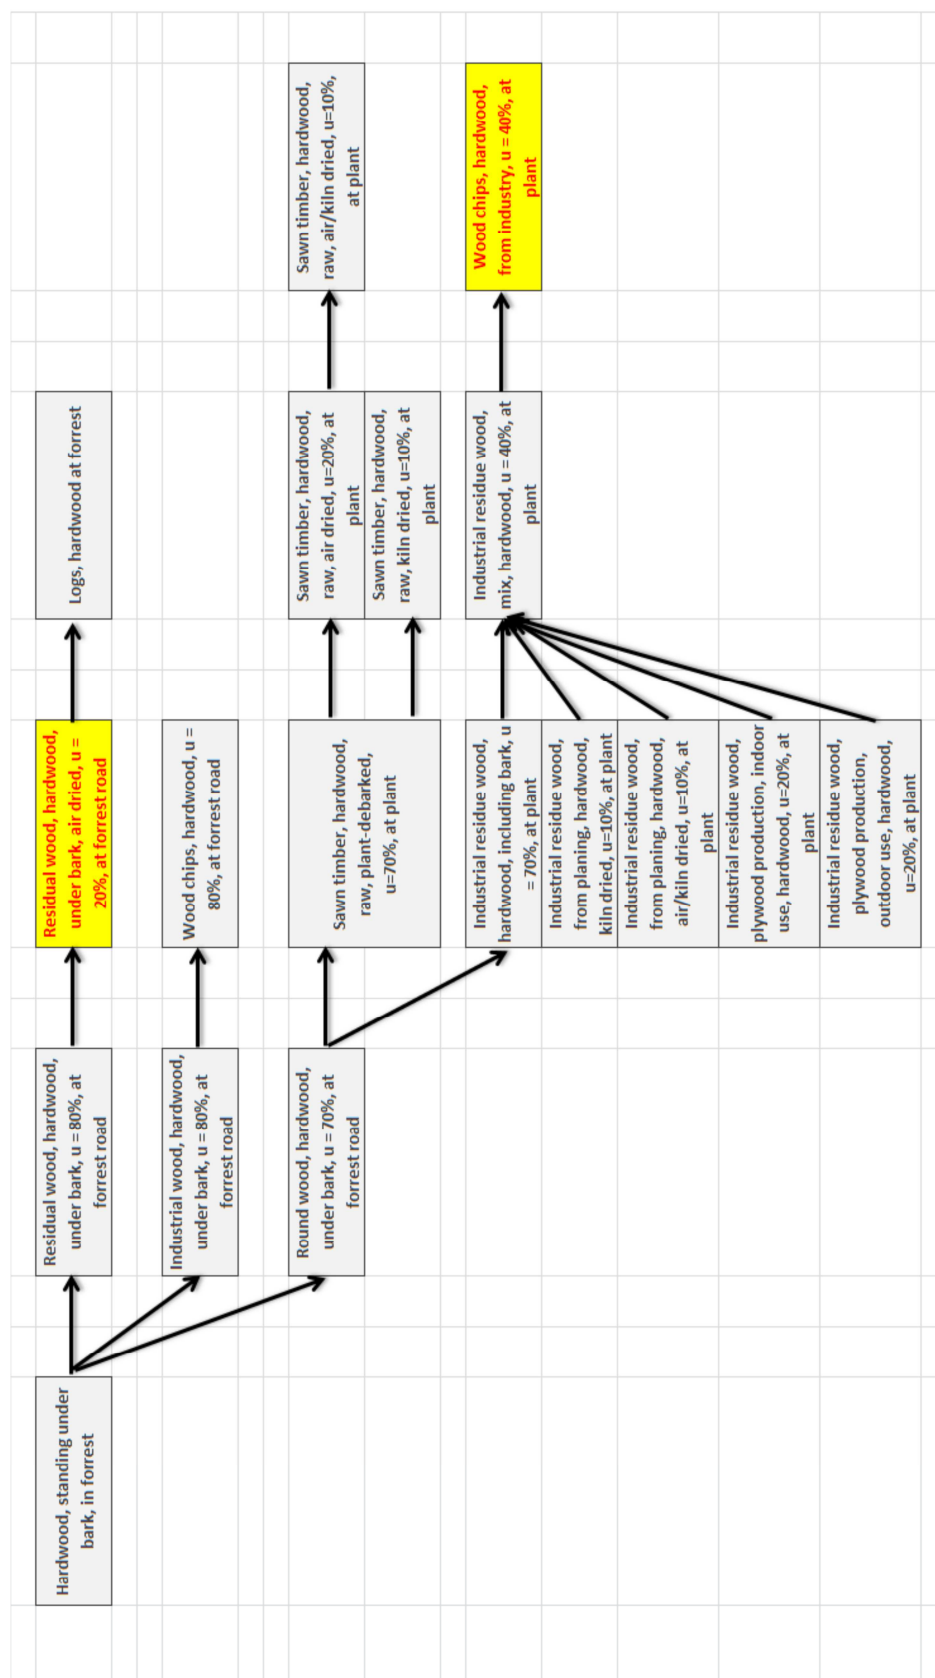 Hardwood, standing under
bark, in forrest
Residual wood, hardwood,
under bark, u = 80%, at
forrest road
Residual wood, hardwood,
under bark, air dried, u =
20%, at forrest road
Logs, hardwood at forrest
Industrial wood, hardwood,
under bark, u = 80%, at
forrest road
Wood chips, hardwood, u =
80%, at forrest road
Round wood, hardwood,
under bark, u = 70%, at
forrest road
Sawn timber, hardwood,
raw, plant-debarked,
u=70%, at plant
Sawn timber, hardwood,
raw, air dried, u=20%, at
plant
Sawn timber, hardwood,
raw, air/kiln dried, u=10%,
at plant
Sawn timber, hardwood,
raw, kiln dried, u=10%, at
plant
Industrial residue wood,
hardwood, including bark, u
= 70%, at plant
Industrial residue wood,
mix, hardwood, u = 40%, at
plant
Wood chips, hardwood,
from industry, u = 40%, at
plant
Industrial residue wood,
from planing, hardwood,
kiln dried, u=10%, at plant
Industrial residue wood,
from planing, hardwood,
air/kiln dried, u=10%, at
plant
Industrial residue wood,
plywood production, indoor
use, hardwood, u=20%, at
plant
Industrial residue wood,
plywood production,
outdoor use, hardwood,
u=20%, at plant